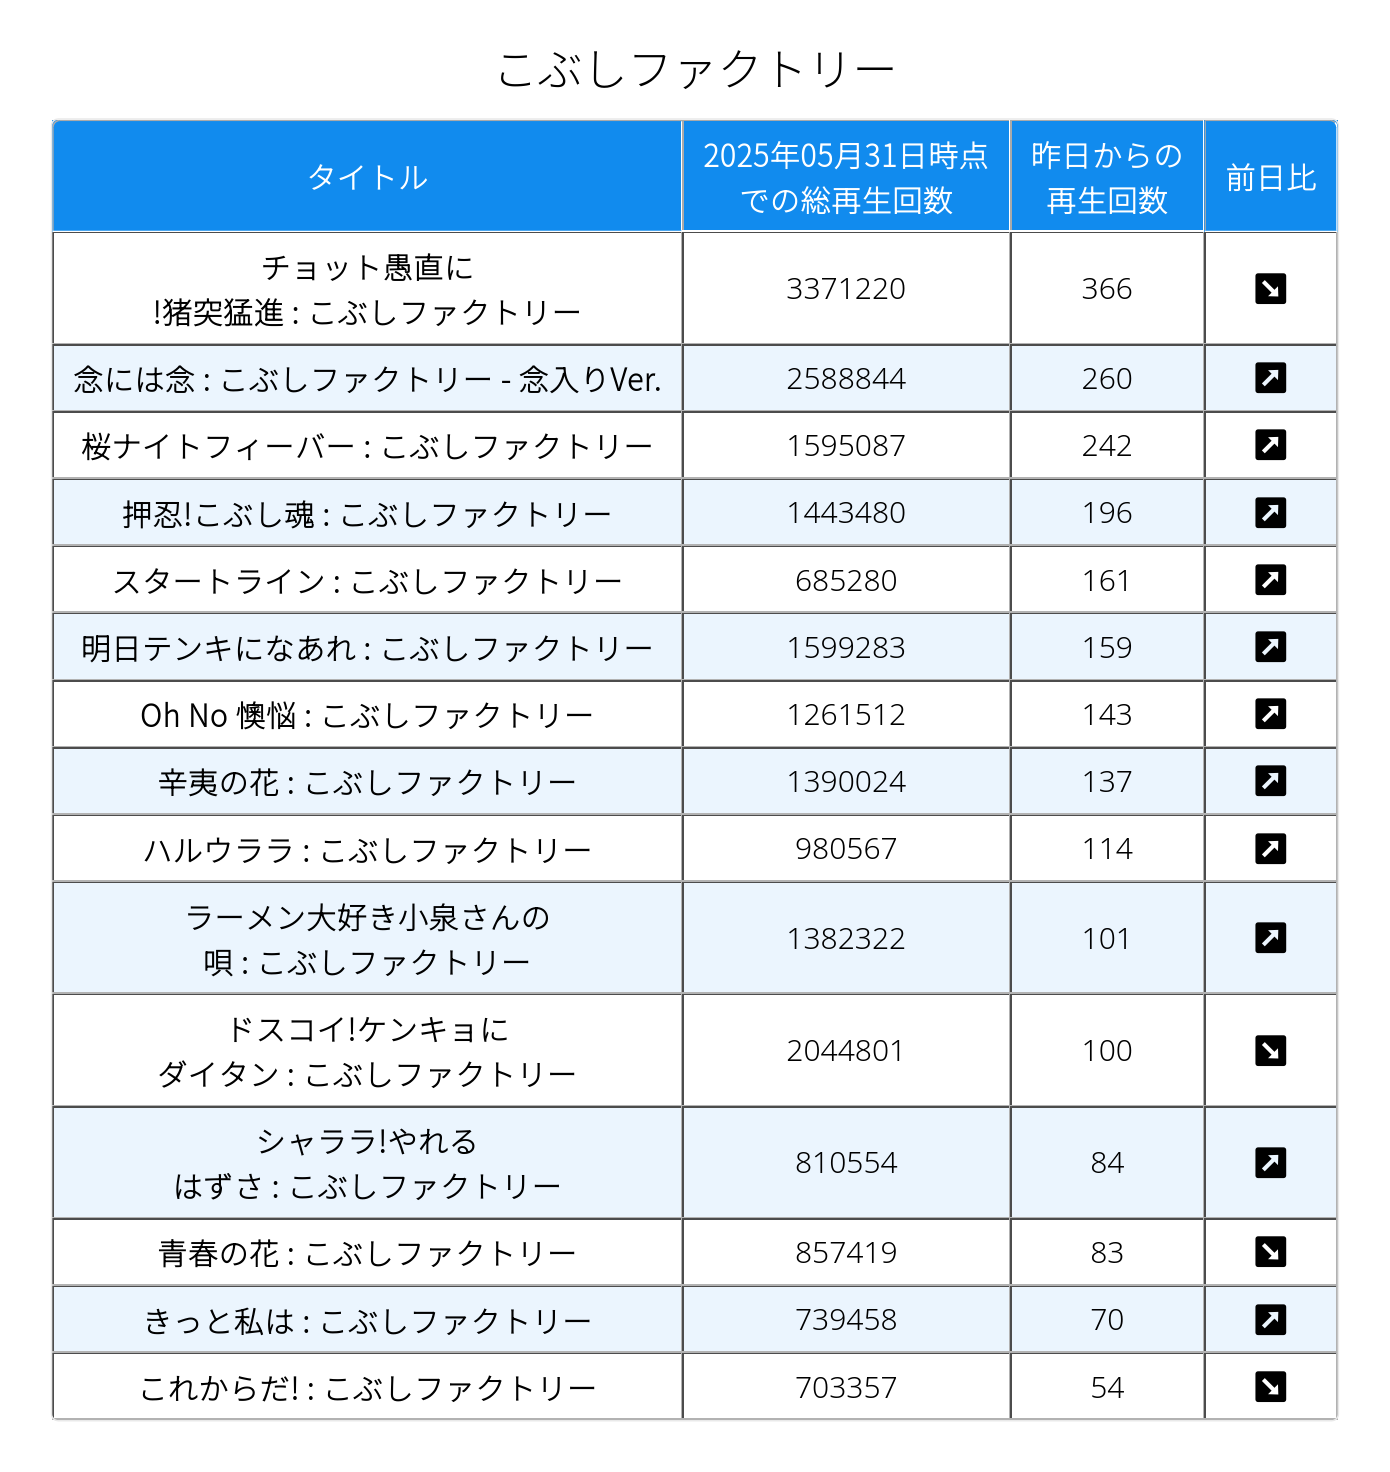 こぶしファクトリー
タイトル
2025年05月31日時点
での総再生回数
昨日からの
再生回数
前日比
チョット愚直に
!猪突猛進 : こぶしファクトリー
3371220
366
↘
念には念 : こぶしファクトリー - 念入りVer.
2588844
260
↗
桜ナイトフィーバー : こぶしファクトリー
1595087
242
↗
押忍!こぶし魂 : こぶしファクトリー
1443480
196
↗
スタートライン : こぶしファクトリー
685280
161
↗
明日テンキになあれ : こぶしファクトリー
1599283
159
↗
Oh No 懊悩 : こぶしファクトリー
1261512
143
↗
辛夷の花 : こぶしファクトリー
1390024
137
↗
ハルウララ : こぶしファクトリー
980567
114
↗
ラーメン大好き小泉さんの
唄 : こぶしファクトリー
1382322
101
↗
ドスコイ!ケンキョに
ダイタン : こぶしファクトリー
2044801
100
↘
シャララ!やれる
はずさ : こぶしファクトリー
810554
84
↗
青春の花 : こぶしファクトリー
857419
83
↘
きっと私は : こぶしファクトリー
739458
70
↗
これからだ! : こぶしファクトリー
703357
54
↘